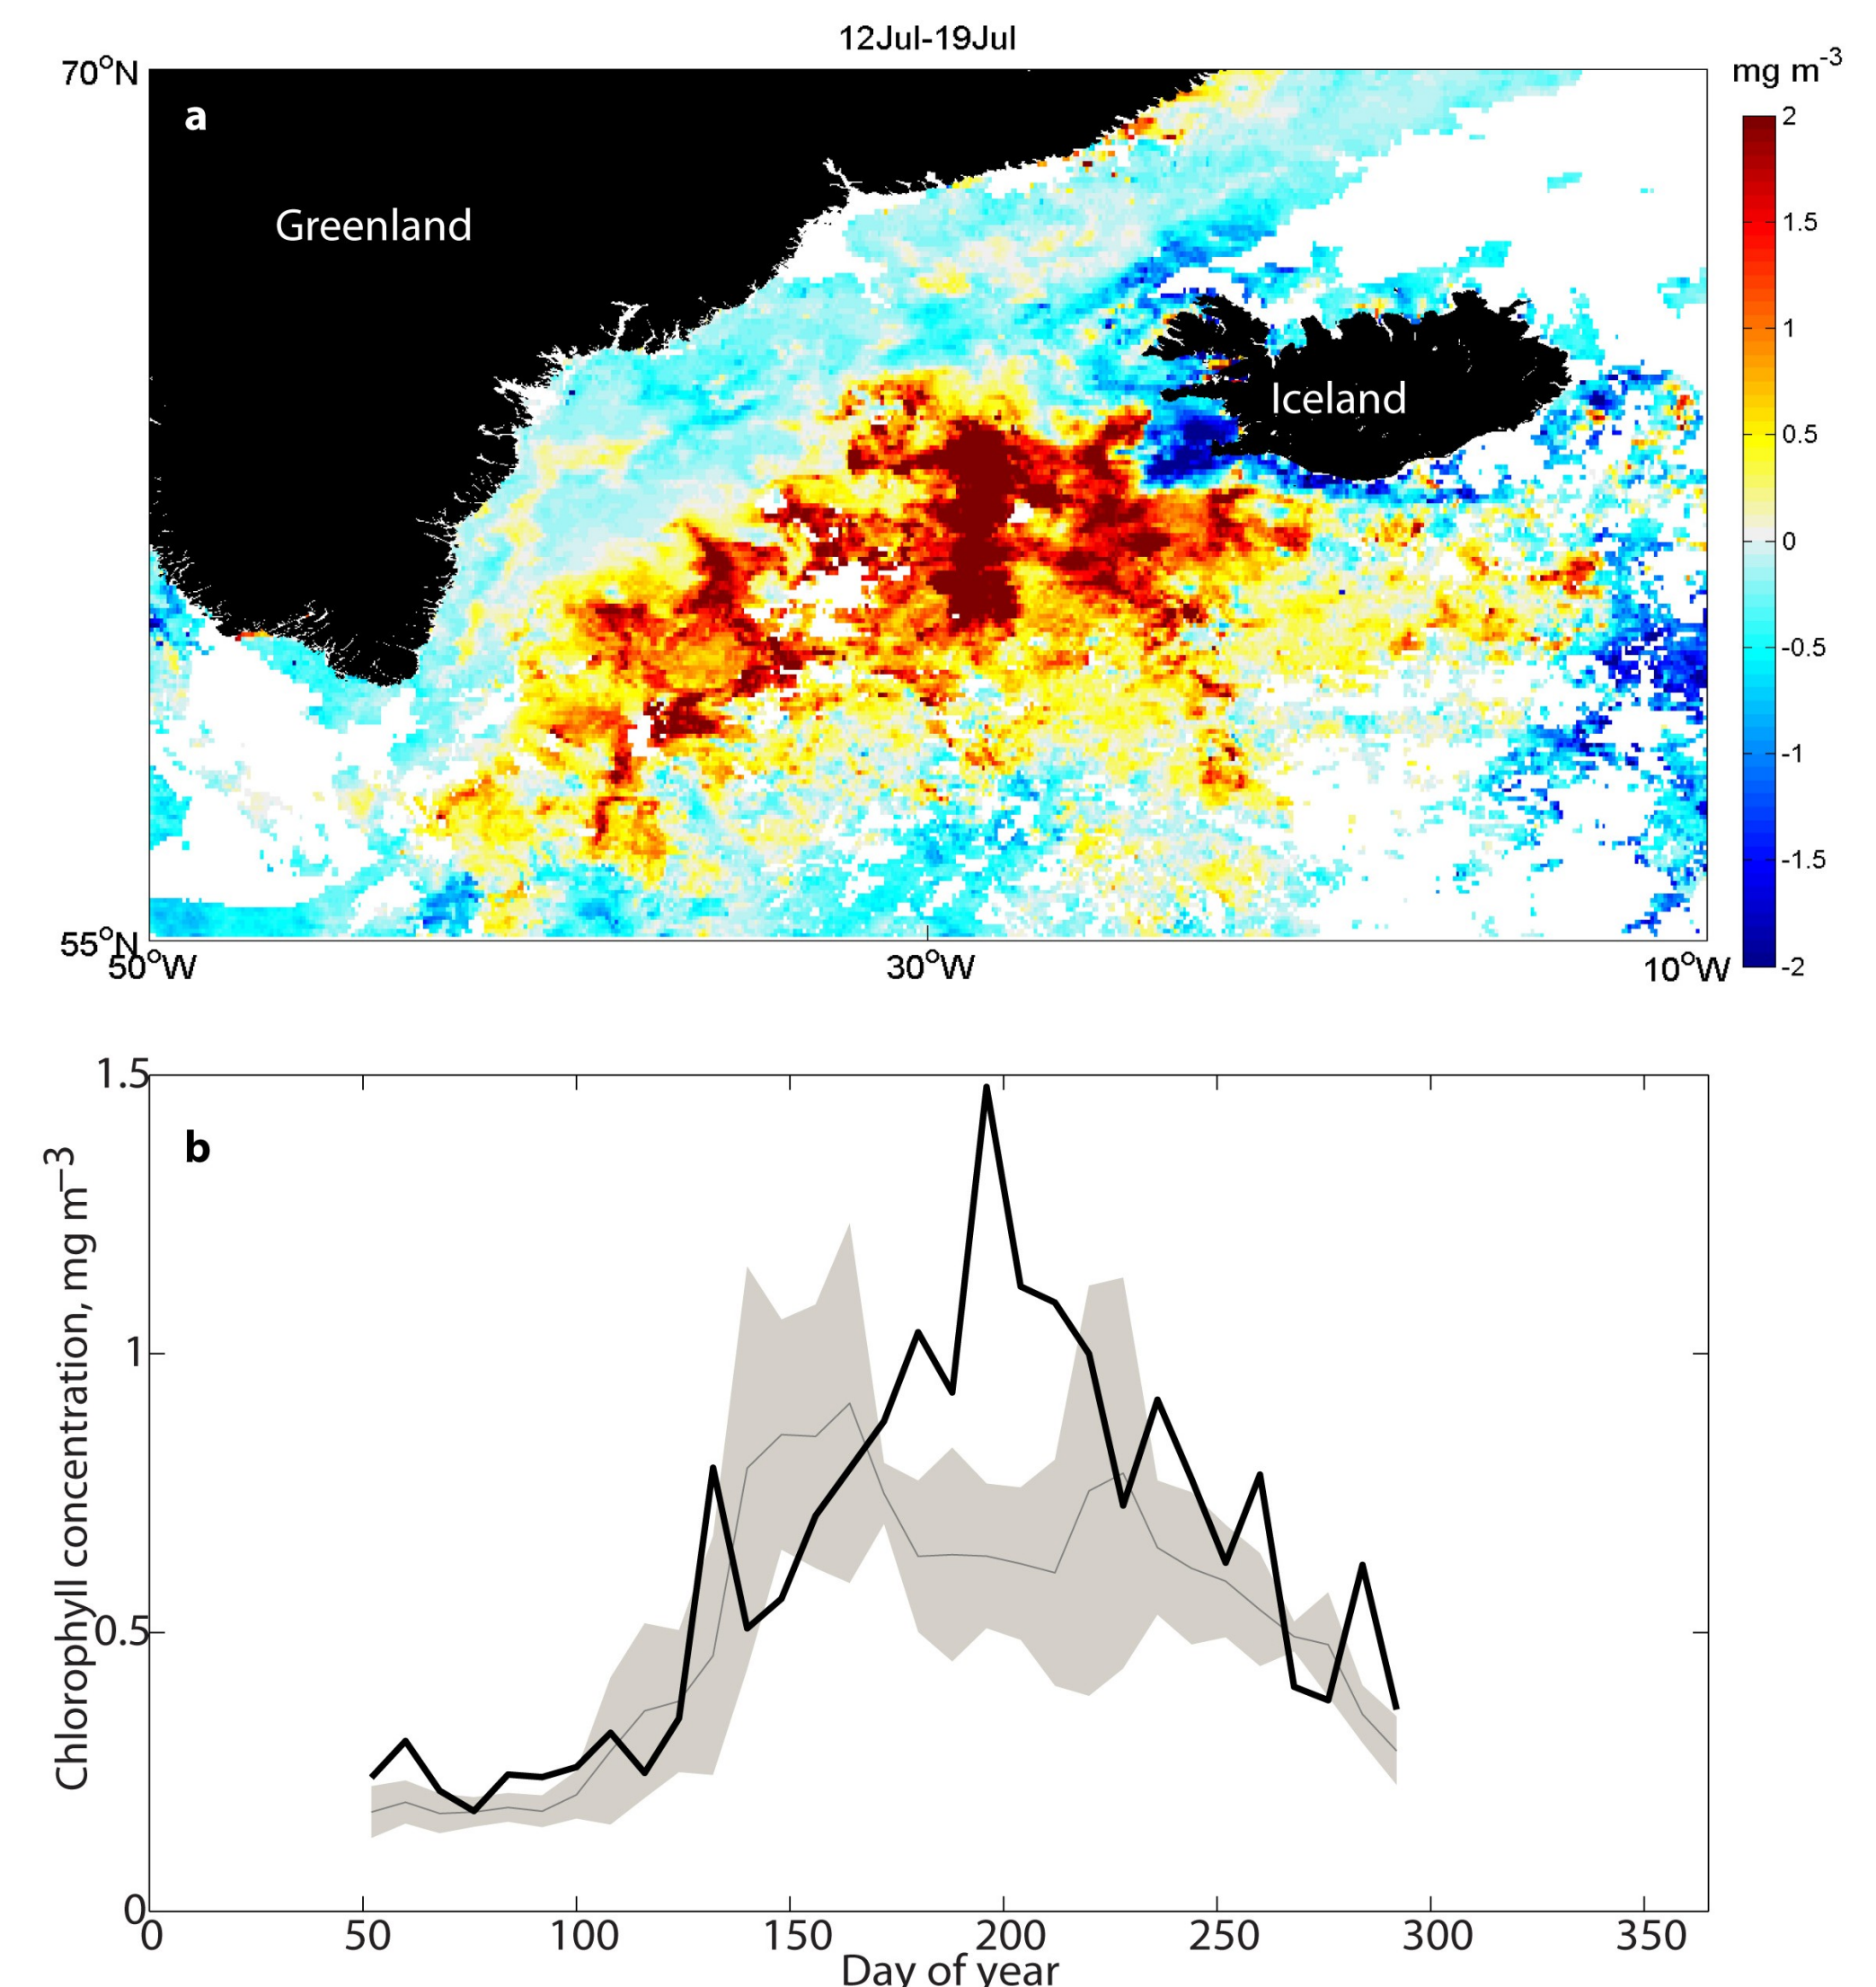 12Jul-19Jul
70°N
mg m⁻³
a
2
Greenland
1.5
1
Iceland
0.5
0
-0.5
-1
-1.5
55°N
50°W
30°W
10°W
-2
1.5
b
Chlorophyll concentration, mg m⁻³
1
0.5
0
0 50 100 150 200 250 300 350
Day of year